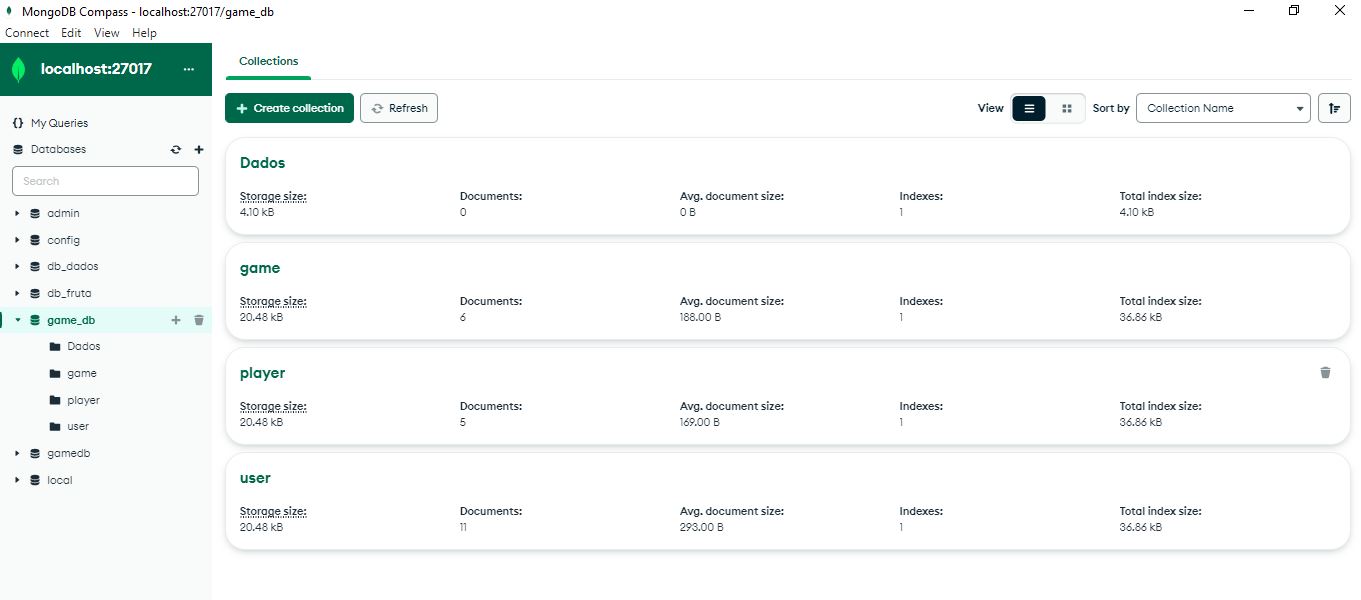 MongoDB Compass - localhost:27017/game_db
Connect Edit View Help
localhost:27017
...
{} My Queries
Databases
Search
admin
config
db_dados
db_fruta
game_db
Dados
game
player
user
gamedb
local
Collections
+ Create collection Refresh View Sort by Collection Name
Dados
Storage size: Documents: Avg. document size: Indexes: Total index size:
4.10 kB 0 0 B 1 4.10 kB
game
Storage size: Documents: Avg. document size: Indexes: Total index size:
20.48 kB 6 188.00 B 1 36.86 kB
player
Storage size: Documents: Avg. document size: Indexes: Total index size:
20.48 kB 5 169.00 B 1 36.86 kB
user
Storage size: Documents: Avg. document size: Indexes: Total index size:
20.48 kB 11 293.00 B 1 36.86 kB